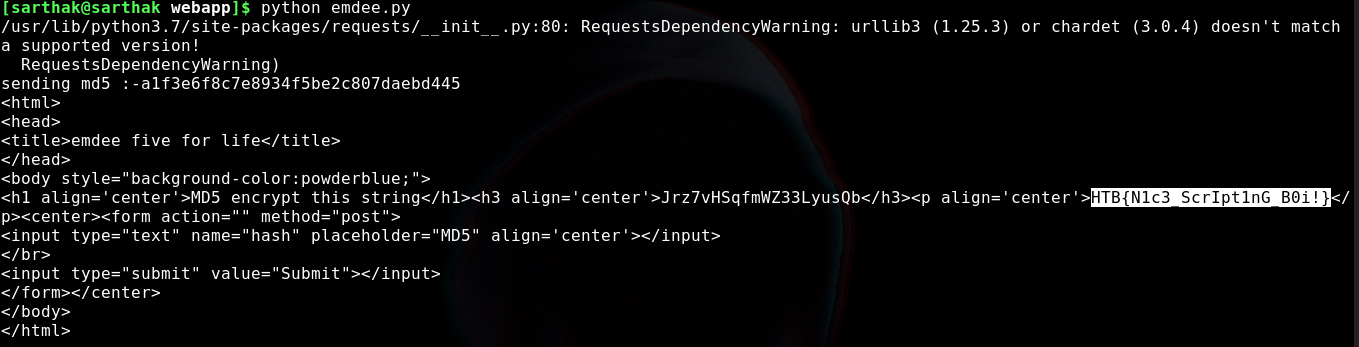 [sarthak@sarthak webapp]$ python emdee.py
/usr/lib/python3.7/site-packages/requests/__init__.py:80: RequestsDependencyWarning: urllib3 (1.25.3) or chardet (3.0.4) doesn't match
a supported version!
  RequestsDependencyWarning)
sending md5 :-a1f3e6f8c7e8934f5be2c807daebd445
<html>
<head>
<title>emdee five for life</title>
</head>
<body style="background-color:powderblue;">
<h1 align='center'>MD5 encrypt this string</h1><h3 align='center'>Jrz7vHSqfmWZ33LyusQb</h3><p align='center'>HTB{N1c3_ScrIpt1nG_B0i!}</
p><center><form action="" method="post">
<input type="text" name="hash" placeholder="MD5" align='center'></input>
</br>
<input type="submit" value="Submit"></input>
</form></center>
</body>
</html>